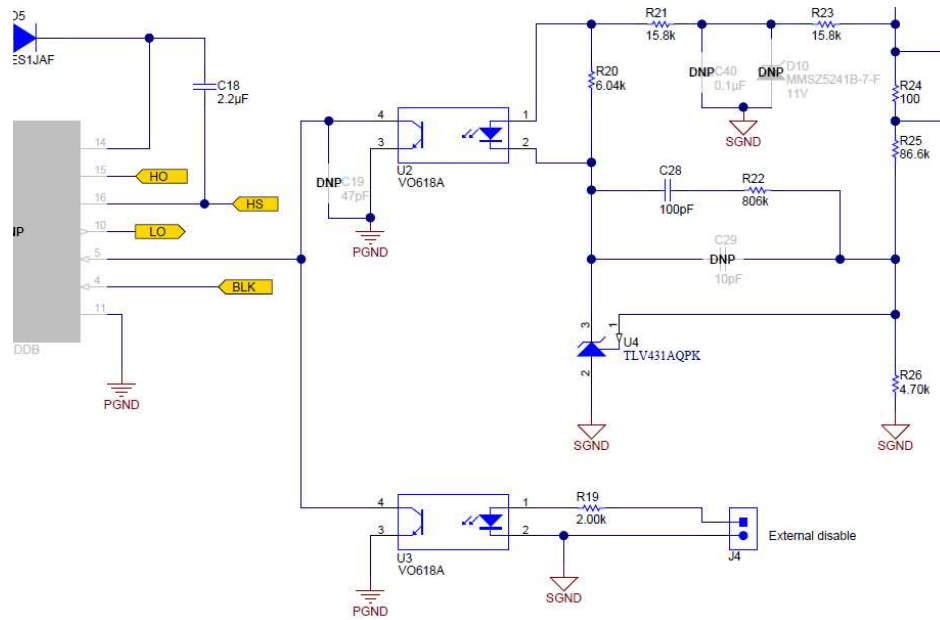 D5
ES1JAF
C18
2.2µF
14
15
HO
16
HS
10
LO
5
4
BLK
11
NP
DDB
PGND
4
3
1
2
U2
VO618A
DNP
C19
47pF
PGND
R21
15.8k
R23
15.8k
R20
6.04k
DNP
C40
0.1µF
DNP
D10
MMSZ5241B-7-F
11V
SGND
R24
100
R25
86.6k
C28
100pF
R22
806k
C29
DNP
10pF
3
1
2
U4
TLV431AQPK
SGND
R26
4.70k
SGND
4
3
1
2
U3
VO618A
PGND
R19
2.00k
SGND
J4
External disable